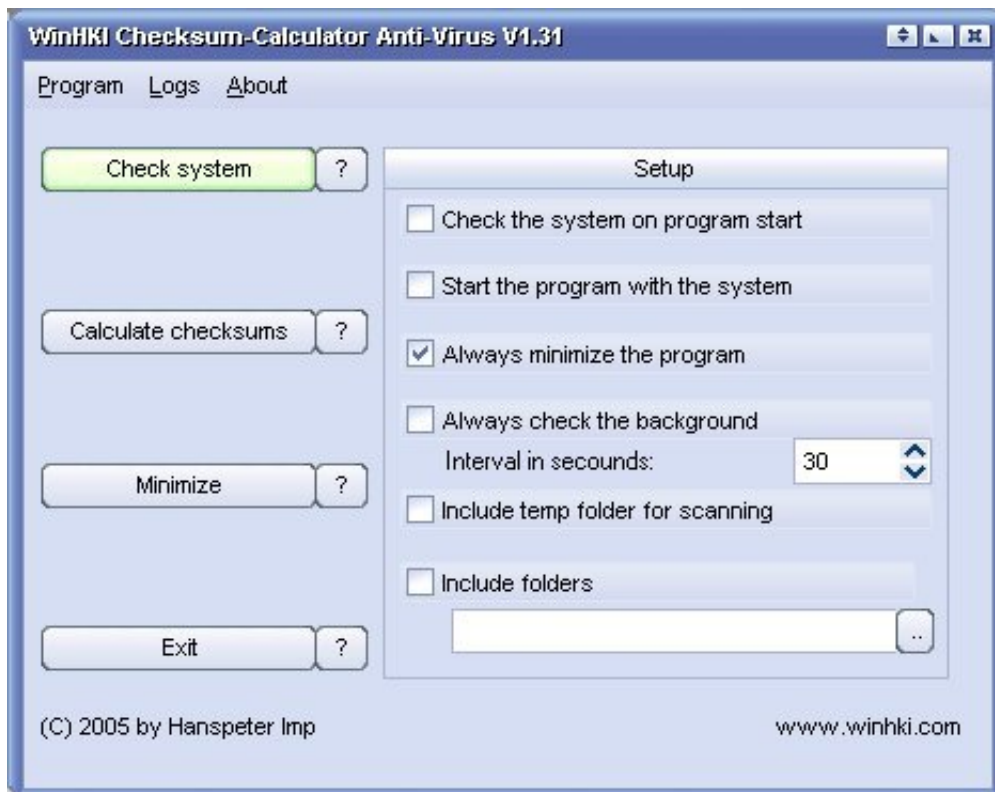 WinHKI Checksum-Calculator Anti-Virus V1.31
Program Logs About
Check system ?
Calculate checksums ?
Minimize ?
Exit ?
Setup
Check the system on program start
Start the program with the system
Always minimize the program
Always check the background
Interval in secounds: 30
Include temp folder for scanning
Include folders
..
(C) 2005 by Hanspeter Imp
wwww.winhki.com